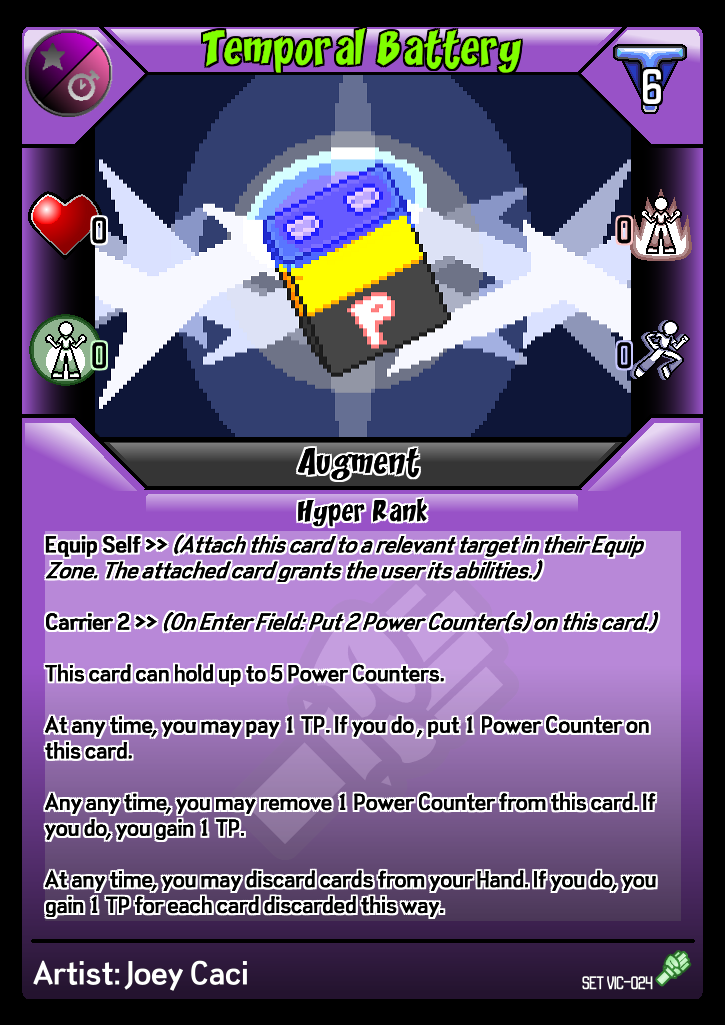 Temporal Battery
6
0
0
0
0
P
Augment
Hyper Rank
Equip Self >> (Attach this card to a relevant target in their Equip
Zone. The attached card grants the user its abilities.)
Carrier 2 >> (On Enter Field: Put 2 Power Counter(s) on this card.)
This card can hold up to 5 Power Counters.
At any time, you may pay 1 TP. If you do, put 1 Power Counter on
this card.
Any any time, you may remove 1 Power Counter from this card. If
you do, you gain 1 TP.
At any time, you may discard cards from your Hand. If you do, you
gain 1 TP for each card discarded this way.
Artist: Joey Caci
SET VIC-024